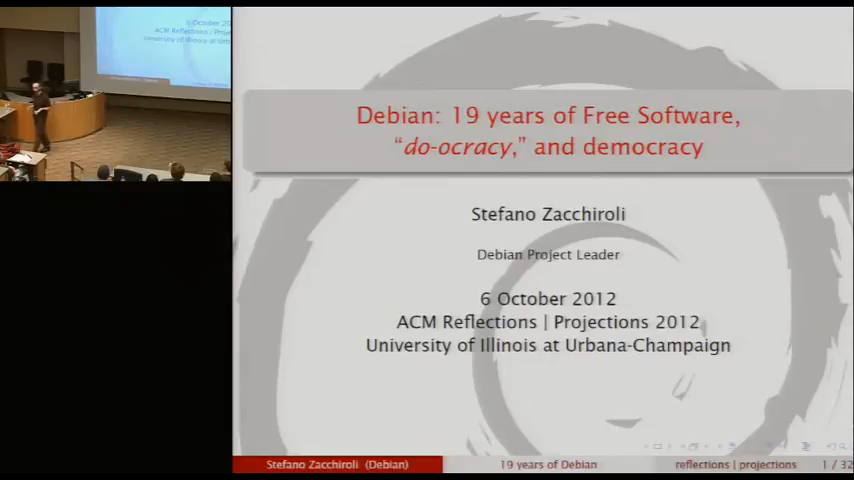 Debian: 19 years of Free Software,
“do-ocracy,” and democracy
Stefano Zacchiroli
Debian Project Leader
6 October 2012
ACM Reflections | Projections 2012
University of Illinois at Urbana-Champaign
Stefano Zacchiroli (Debian)
19 years of Debian
reflections | projections
1 / 32